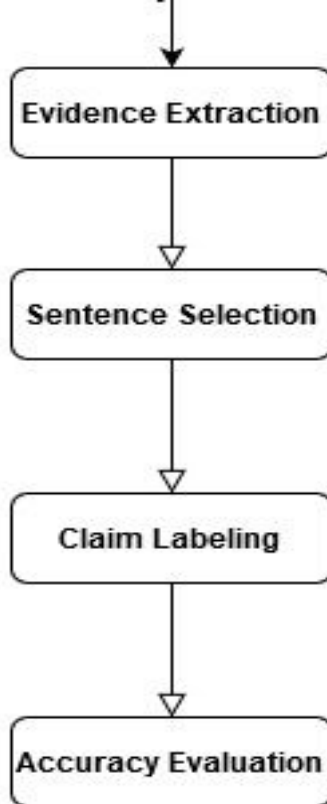 Evidence Extraction
Sentence Selection
Claim Labeling
Accuracy Evaluation